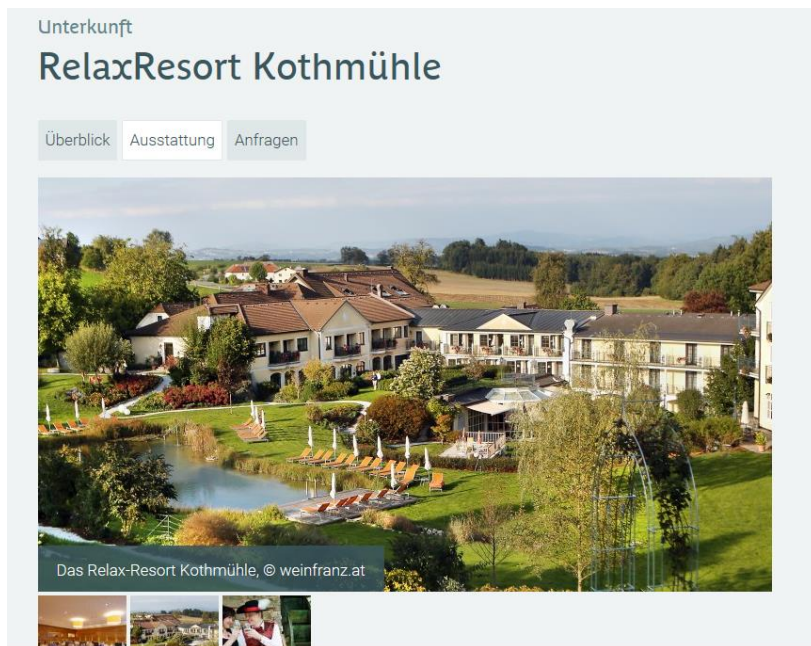 Unterkunft
RelaxResort Kothmühle
Überblick Ausstattung Anfragen
Das Relax-Resort Kothmühle, © weinfranz.at